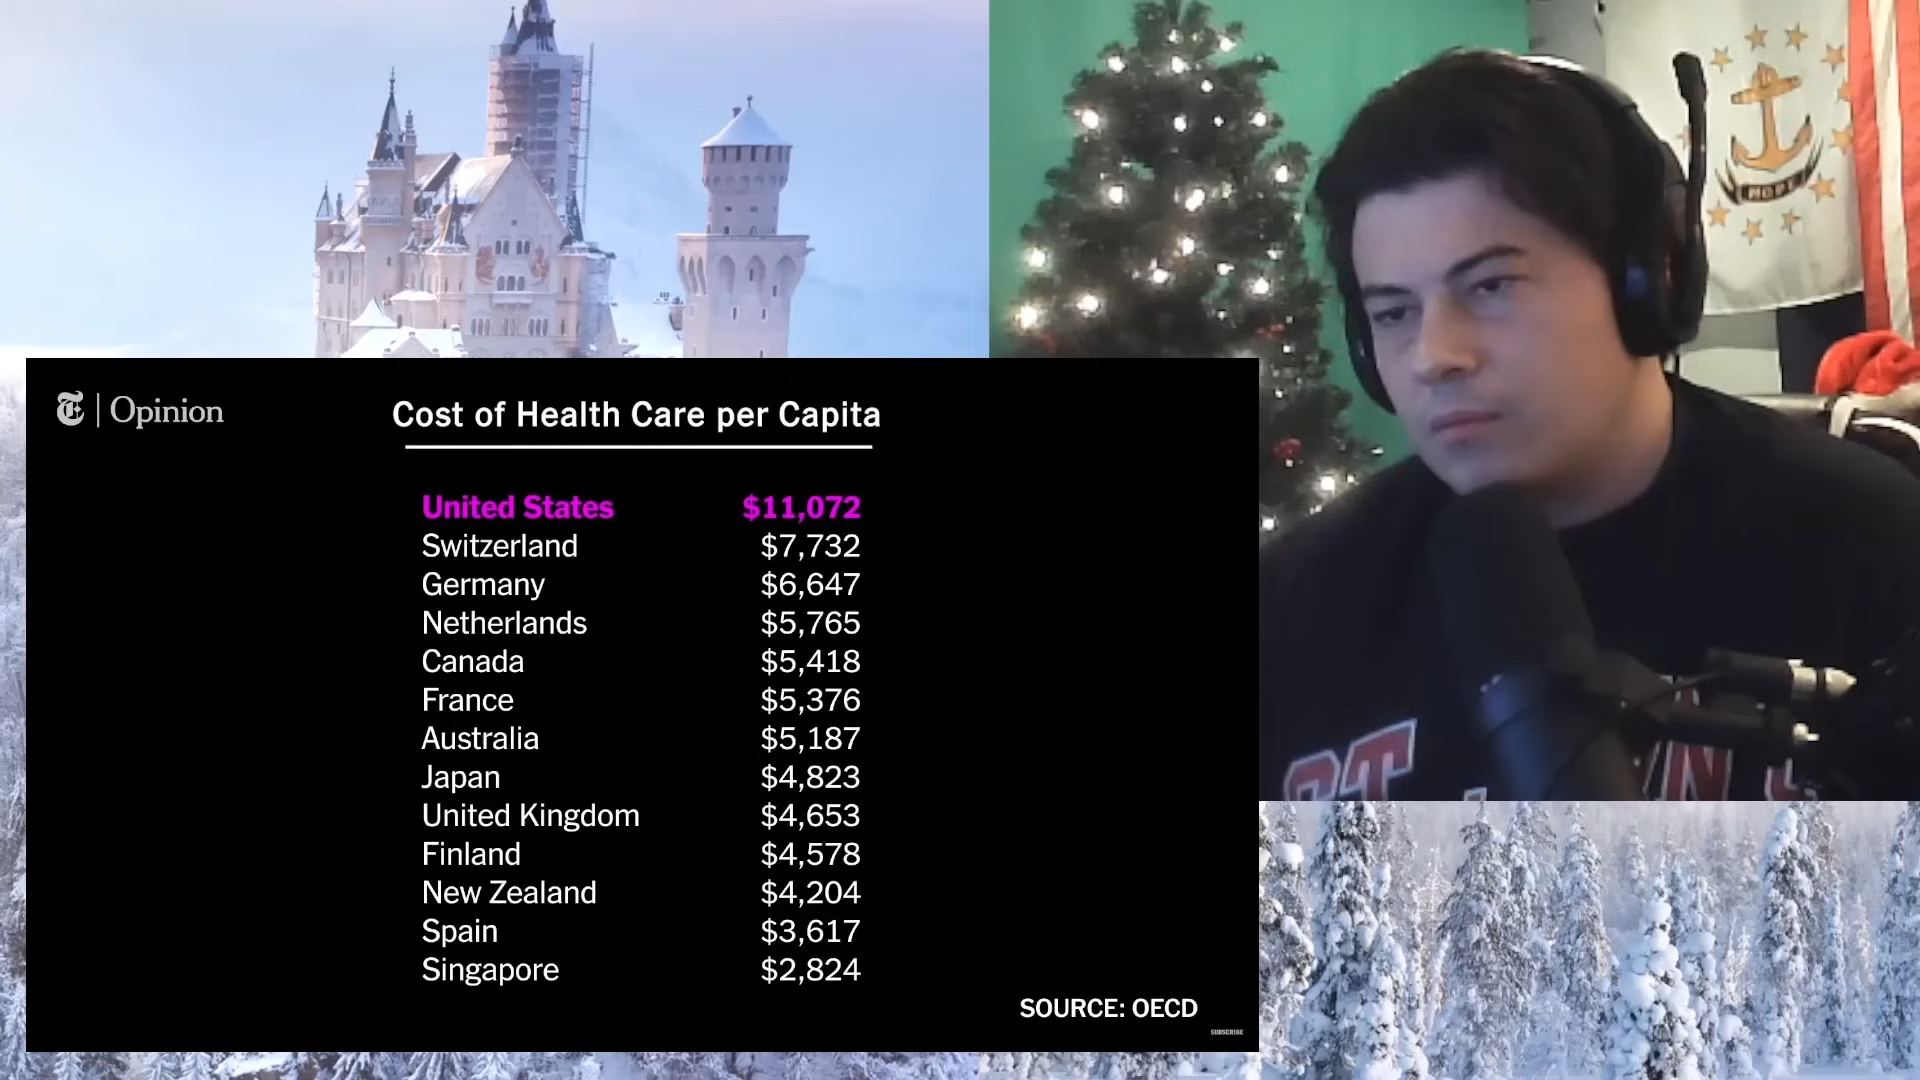 T | Opinion
Cost of Health Care per Capita
United States $11,072
Switzerland $7,732
Germany $6,647
Netherlands $5,765
Canada $5,418
France $5,376
Australia $5,187
Japan $4,823
United Kingdom $4,653
Finland $4,578
New Zealand $4,204
Spain $3,617
Singapore $2,824
SOURCE: OECD
SUBSCRIBE
HOPE